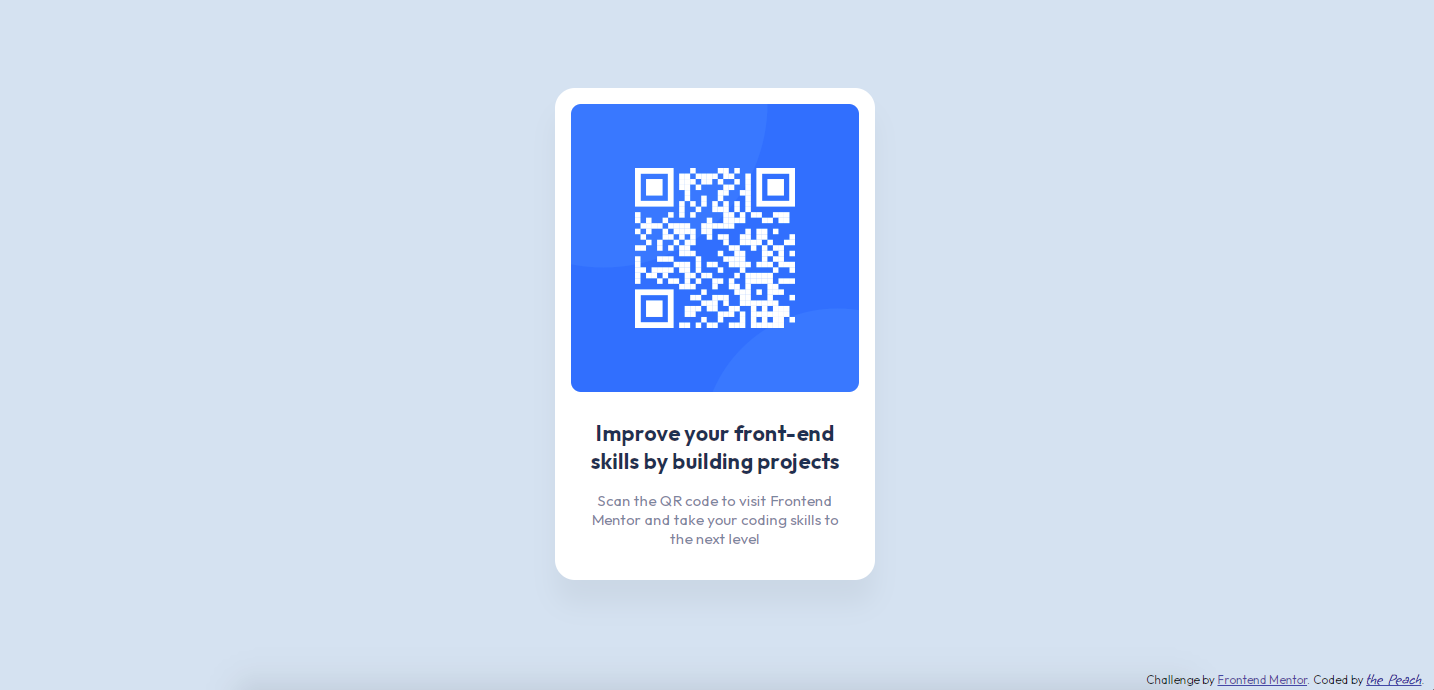 Improve your front-end
skills by building projects
Scan the QR code to visit Frontend
Mentor and take your coding skills to
the next level
Challenge by Frontend Mentor. Coded by the Peach.